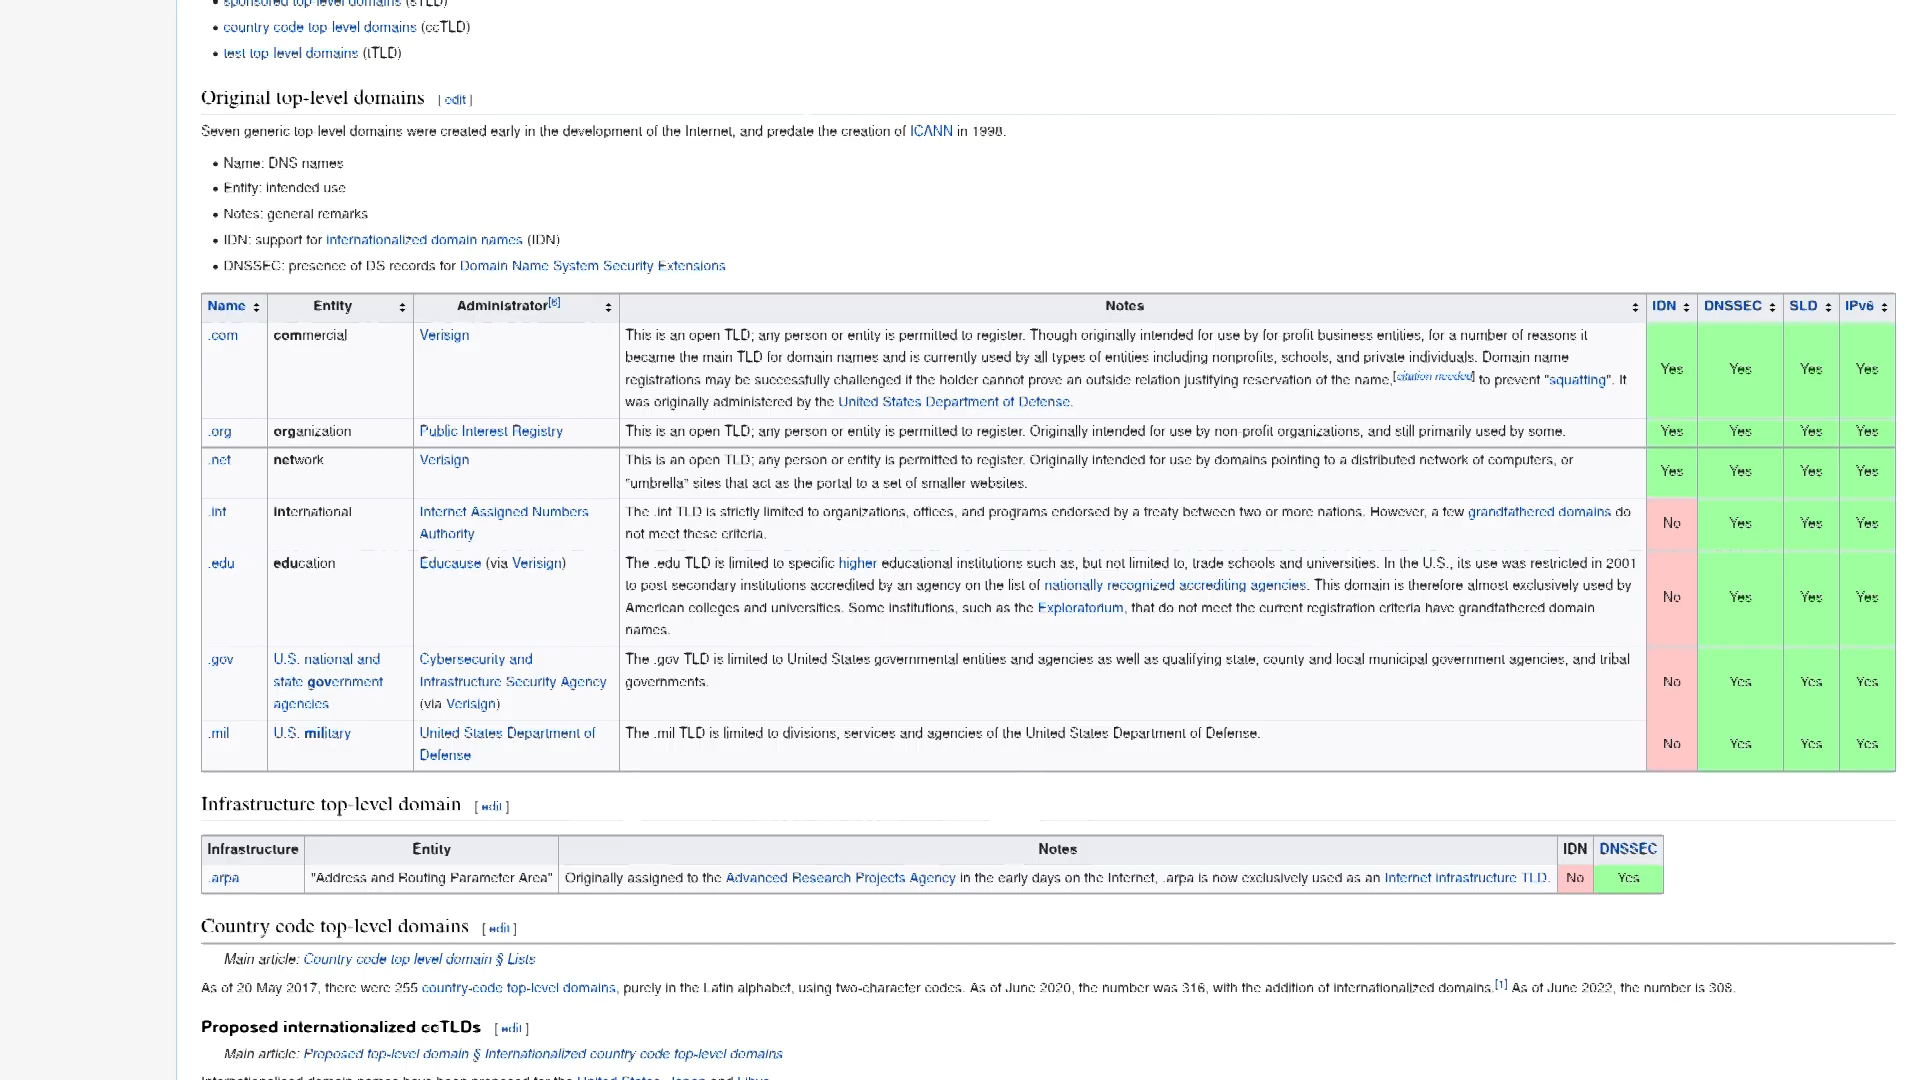 • sponsored top-level domains (sTLD)
• country code top-level domains (ccTLD)
• test top-level domains (tTLD)
Original top-level domains [ edit ]
Seven generic top level domains were created early in the development of the Internet, and predate the creation of ICANN in 1998.
• Name: DNS names
• Entity: intended use
• Notes: general remarks
• IDN: support for internationalized domain names (IDN)
• DNSSEC: presence of DS records for Domain Name System Security Extensions
Name Entity Administrator[6] Notes IDN DNSSEC SLD IPv6
.com commercial Verisign This is an open TLD; any person or entity is permitted to register. Though originally intended for use by for profit business entities, for a number of reasons it
became the main TLD for domain names and is currently used by all types of entities including nonprofits, schools, and private individuals. Domain name
registrations may be successfully challenged if the holder cannot prove an outside relation justifying reservation of the name,[citation needed] to prevent "squatting". It
was originally administered by the United States Department of Defense.
Yes Yes Yes Yes
.org organization Public Interest Registry This is an open TLD; any person or entity is permitted to register. Originally intended for use by non-profit organizations, and still primarily used by some. Yes Yes Yes Yes
.net network Verisign This is an open TLD; any person or entity is permitted to register. Originally intended for use by domains pointing to a distributed network of computers, or
"umbrella" sites that act as the portal to a set of smaller websites.
Yes Yes Yes Yes
.int international Internet Assigned Numbers
Authority
The .int TLD is strictly limited to organizations, offices, and programs endorsed by a treaty between two or more nations. However, a few grandfathered domains do
not meet these criteria.
No Yes Yes Yes
.edu education Educause (via Verisign) The .edu TLD is limited to specific higher educational institutions such as, but not limited to, trade schools and universities. In the U.S., its use was restricted in 2001
to post secondary institutions accredited by an agency on the list of nationally recognized accrediting agencies. This domain is therefore almost exclusively used by
American colleges and universities. Some institutions, such as the Exploratorium, that do not meet the current registration criteria have grandfathered domain
names.
No Yes Yes Yes
.gov U.S. national and
state government
agencies
Cybersecurity and
Infrastructure Security Agency
(via Verisign)
The .gov TLD is limited to United States governmental entities and agencies as well as qualifying state, county and local municipal government agencies, and tribal
governments.
No Yes Yes Yes
.mil U.S. military United States Department of
Defense
The .mil TLD is limited to divisions, services and agencies of the United States Department of Defense.
No Yes Yes Yes
Infrastructure top-level domain [ edit ]
Infrastructure Entity Notes IDN DNSSEC
.arpa "Address and Routing Parameter Area" Originally assigned to the Advanced Research Projects Agency in the early days on the Internet, .arpa is now exclusively used as an Internet infrastructure TLD. No Yes
Country code top-level domains [ edit ]
Main article: Country code top level domain § Lists
As of 20 May 2017, there were 255 country-code top-level domains, purely in the Latin alphabet, using two-character codes. As of June 2020, the number was 316, with the addition of internationalized domains.[1] As of June 2022, the number is 308.
Proposed internationalized ccTLDs [ edit ]
Main article: Proposed top-level domain § Internationalized country code top-level domains
Internationalised domain names have been proposed for the United States, Japan and Libya.